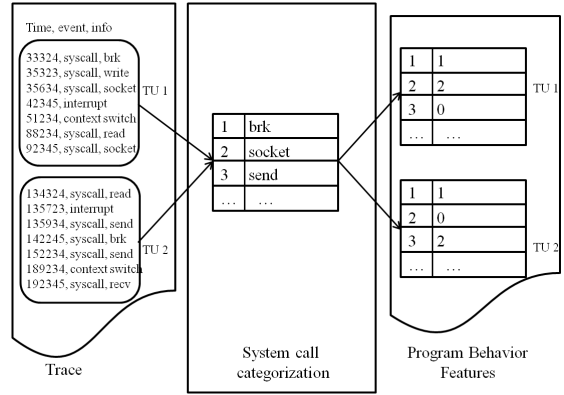 Time, event, info
33324, syscall, brk
35323, syscall, write
35634, syscall, socket
42345, interrupt
51234, context switch
88234, syscall, read
92345, syscall, socket
TU 1
134324, syscall, read
135723, interrupt
135934, syscall, send
142245, syscall, brk
152234, syscall, send
189234, context switch
192345, syscall, recv
TU 2
Trace
1 brk
2 socket
3 send
... ...
System call
categorization
1 1
2 2
3 0
... ...
TU 1
1 1
2 0
3 2
... ...
TU 2
Program Behavior
Features